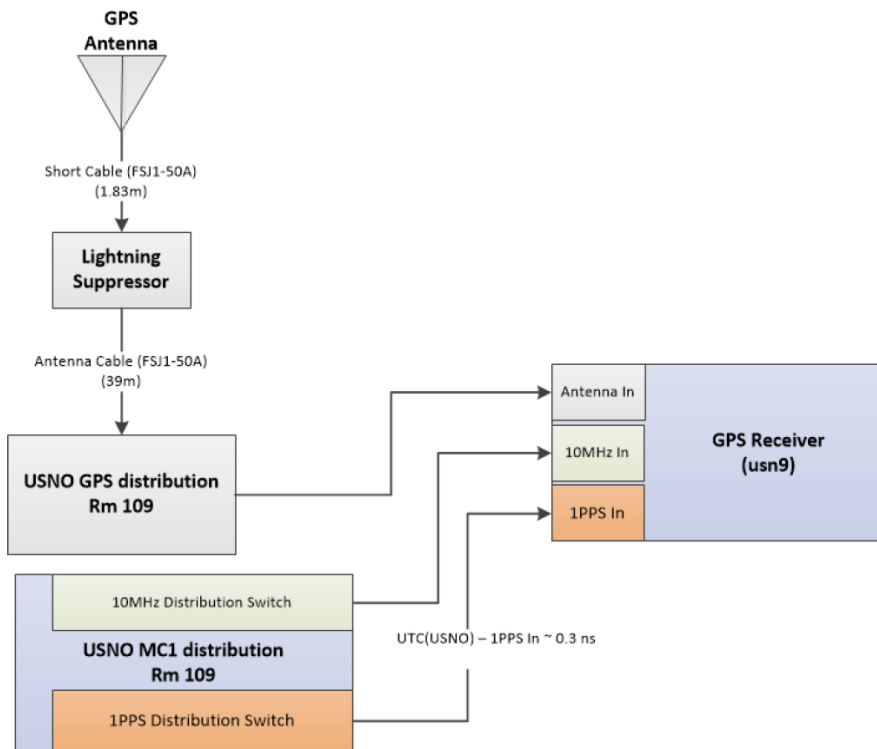 GPS
Antenna
Short Cable (FSJ1-50A)
(1.83m)
Lightning
Suppressor
Antenna Cable (FSJ1-50A)
(39m)
USNO GPS distribution
Rm 109
Antenna In
10MHz In
1PPS In
GPS Receiver
(usn9)
10MHz Distribution Switch
USNO MC1 distribution
Rm 109
1PPS Distribution Switch
UTC(USNO) – 1PPS In ~ 0.3 ns